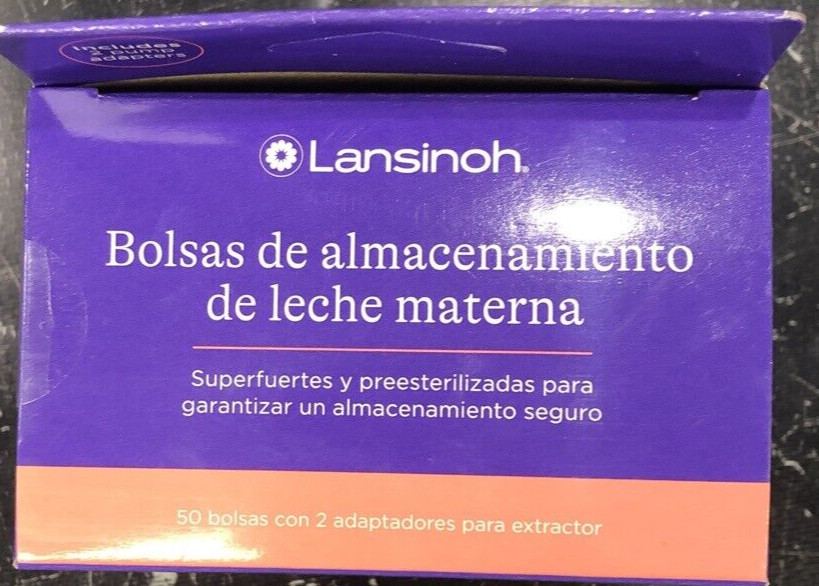 includes
2 pump
adapters
Lansinoh®
Bolsas de almacenamiento
de leche materna
Superfuertes y preesterilizadas para
garantizar un almacenamiento seguro
50 bolsas con 2 adaptadores para extractor